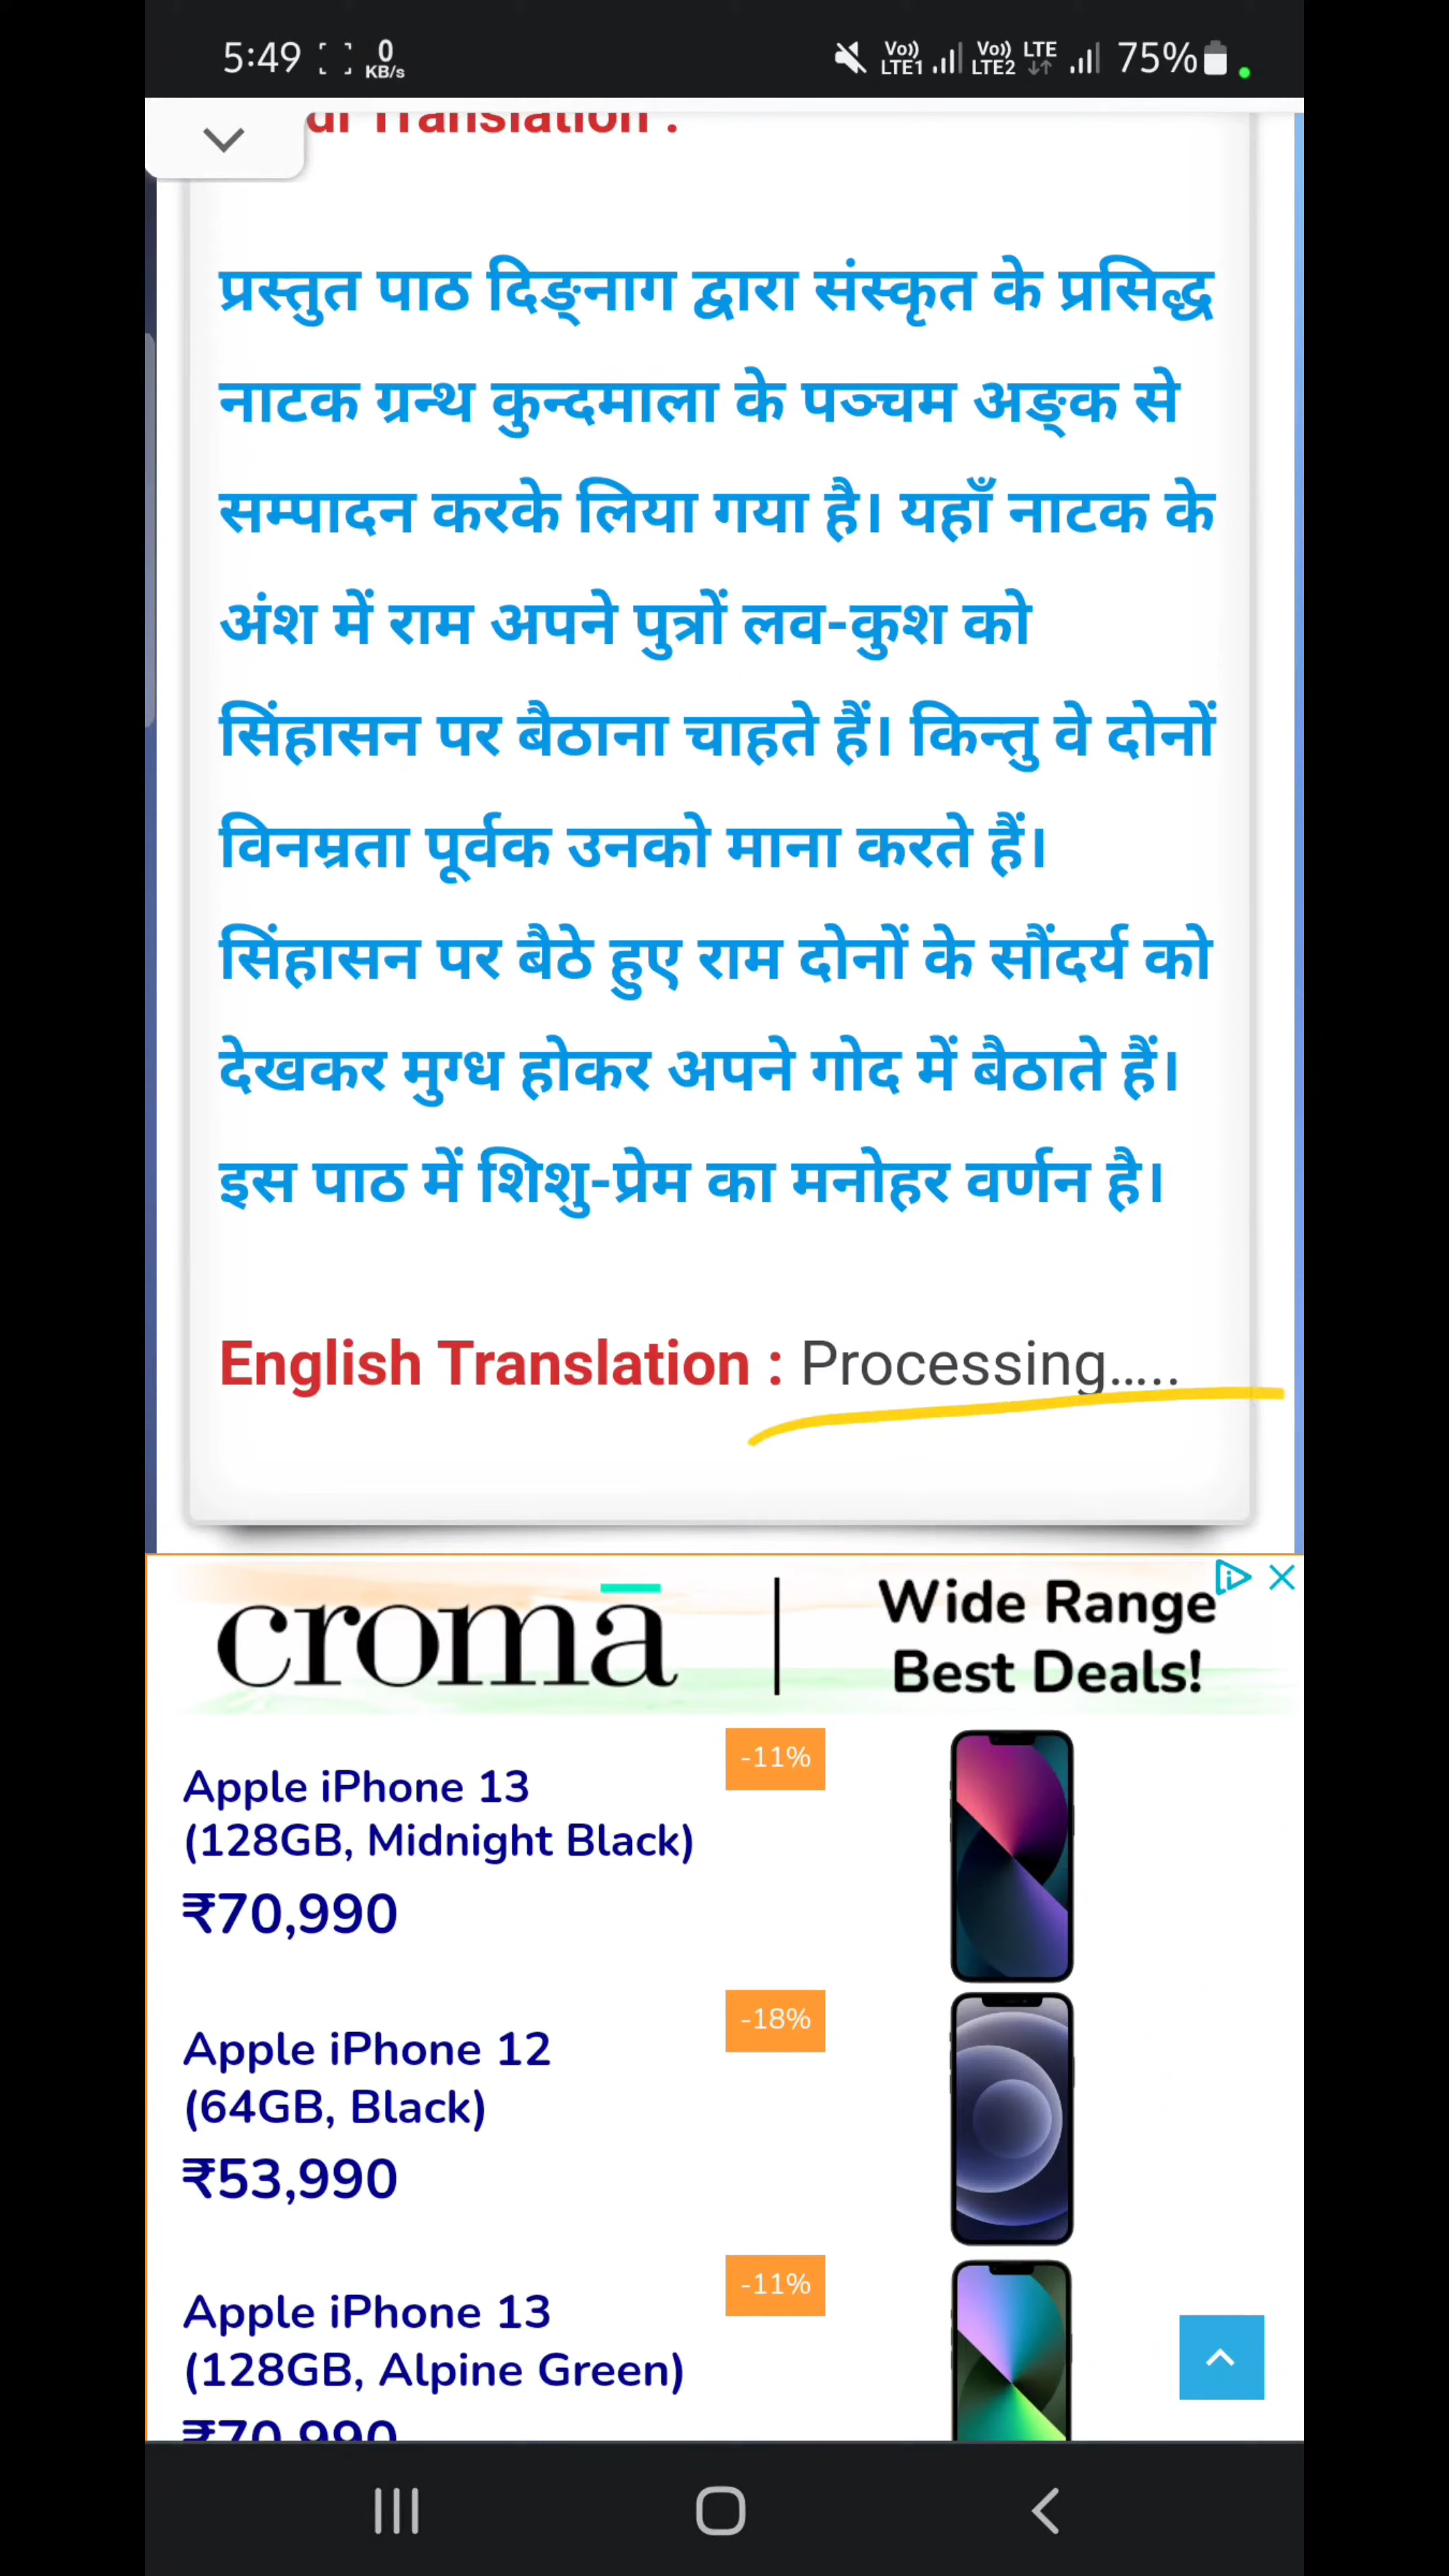 5:49 0 KB/s Vo)) LTE1 Vo)) LTE2 LTE 75%
Translation :
प्रस्तुत पाठ दिङ्नाग द्वारा संस्कृत के प्रसिद्ध
नाटक ग्रन्थ कुन्दमाला के पञ्चम अङ्क से
सम्पादन करके लिया गया है। यहाँ नाटक के
अंश में राम अपने पुत्रों लव-कुश को
सिंहासन पर बैठाना चाहते हैं। किन्तु वे दोनों
विनम्रता पूर्वक उनको माना करते हैं।
सिंहासन पर बैठे हुए राम दोनों के सौंदर्य को
देखकर मुग्ध होकर अपने गोद में बैठाते हैं।
इस पाठ में शिशु-प्रेम का मनोहर वर्णन है।
English Translation : Processing.....
croma
Wide Range
Best Deals!
-11%
Apple iPhone 13
(128GB, Midnight Black)
₹70,990
-18%
Apple iPhone 12
(64GB, Black)
₹53,990
-11%
Apple iPhone 13
(128GB, Alpine Green)
₹70,990